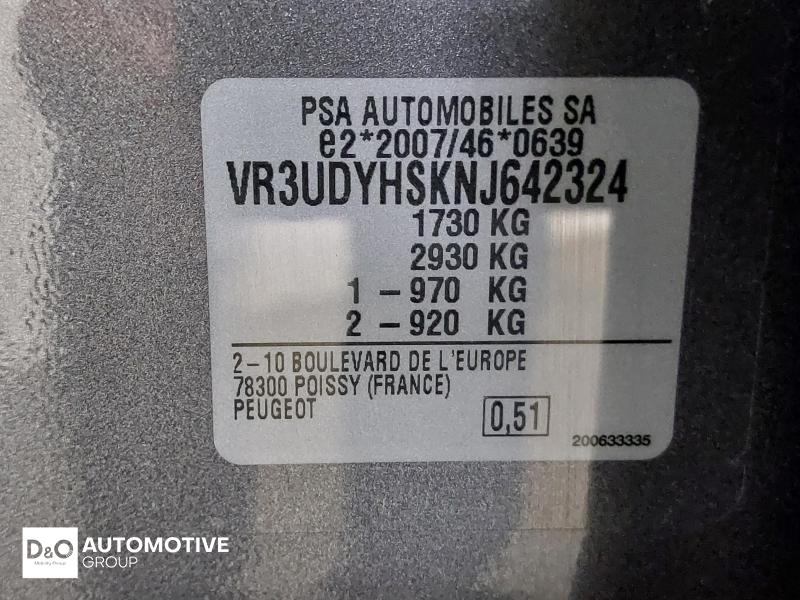 PSA AUTOMOBILES SA
e2*2007/46*0639
VR3UDYHSKNJ642324
1730 KG
2930 KG
1 - 970 KG
2 - 920 KG
2-10 BOULEVARD DE L'EUROPE
78300 POISSY (FRANCE)
PEUGEOT
0,51
200633335
D&O
Mobility Group
AUTOMOTIVE
GROUP